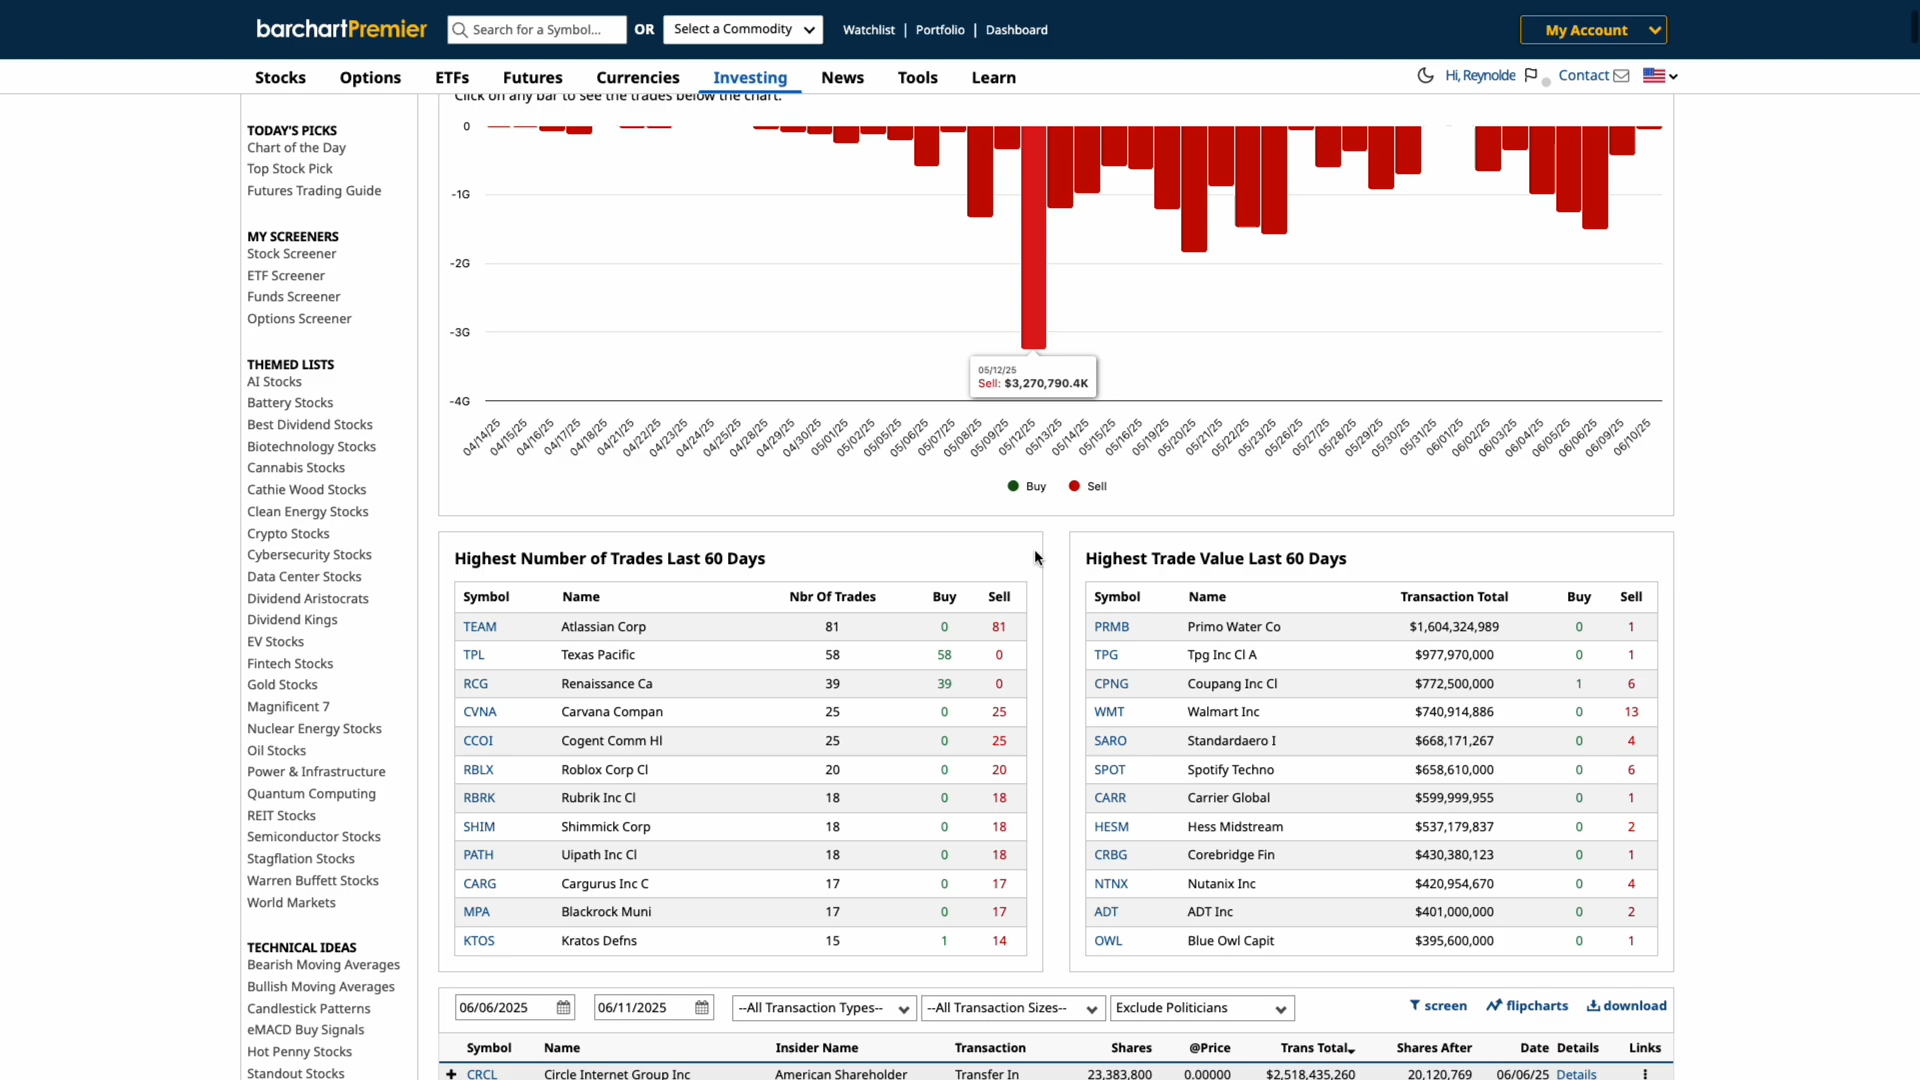 barchartPremier
Search for a Symbol...
OR
Select a Commodity
Watchlist | Portfolio | Dashboard
My Account
Stocks Options ETFs Futures Currencies Investing News Tools Learn
Hi, Reynolde
Contact
Click on any bar to see the trades below the chart.
TODAY'S PICKS
Chart of the Day
Top Stock Pick
Futures Trading Guide
MY SCREENERS
Stock Screener
ETF Screener
Funds Screener
Options Screener
THEMED LISTS
AI Stocks
Battery Stocks
Best Dividend Stocks
Biotechnology Stocks
Cannabis Stocks
Cathie Wood Stocks
Clean Energy Stocks
Crypto Stocks
Cybersecurity Stocks
Data Center Stocks
Dividend Aristocrats
Dividend Kings
EV Stocks
Fintech Stocks
Gold Stocks
Magnificent 7
Nuclear Energy Stocks
Oil Stocks
Power & Infrastructure
Quantum Computing
REIT Stocks
Semiconductor Stocks
Stagflation Stocks
Warren Buffett Stocks
World Markets
TECHNICAL IDEAS
Bearish Moving Averages
Bullish Moving Averages
Candlestick Patterns
eMACD Buy Signals
Hot Penny Stocks
Standout Stocks
0
-1G
-2G
-3G
-4G
05/12/25
Sell: $3,270,790.4K
04/14/25 04/15/25 04/16/25 04/17/25 04/18/25 04/21/25 04/22/25 04/23/25 04/24/25 04/25/25 04/28/25 04/29/25 04/30/25 05/01/25 05/02/25 05/05/25 05/06/25 05/07/25 05/08/25 05/09/25 05/12/25 05/13/25 05/14/25 05/15/25 05/16/25 05/19/25 05/20/25 05/21/25 05/22/25 05/23/25 05/26/25 05/27/25 05/28/25 05/29/25 05/30/25 05/31/25 06/01/25 06/02/25 06/03/25 06/04/25 06/05/25 06/06/25 06/09/25 06/10/25
Buy Sell
Highest Number of Trades Last 60 Days
Symbol Name Nbr Of Trades Buy Sell
TEAM Atlassian Corp 81 0 81
TPL Texas Pacific 58 58 0
RCG Renaissance Ca 39 39 0
CVNA Carvana Compan 25 0 25
CCOI Cogent Comm Hl 25 0 25
RBLX Roblox Corp Cl 20 0 20
RBRK Rubrik Inc Cl 18 0 18
SHIM Shimmick Corp 18 0 18
PATH Uipath Inc Cl 18 0 18
CARG Cargurus Inc C 17 0 17
MPA Blackrock Muni 17 0 17
KTOS Kratos Defns 15 1 14
Highest Trade Value Last 60 Days
Symbol Name Transaction Total Buy Sell
PRMB Primo Water Co $1,604,324,989 0 1
TPG Tpg Inc Cl A $977,970,000 0 1
CPNG Coupang Inc Cl $772,500,000 1 6
WMT Walmart Inc $740,914,886 0 13
SARO Standardaero I $668,171,267 0 4
SPOT Spotify Techno $658,610,000 0 6
CARR Carrier Global $599,999,955 0 1
HESM Hess Midstream $537,179,837 0 2
CRBG Corebridge Fin $430,380,123 0 1
NTNX Nutanix Inc $420,954,670 0 4
ADT ADT Inc $401,000,000 0 2
OWL Blue Owl Capit $395,600,000 0 1
06/06/2025 06/11/2025 --All Transaction Types-- --All Transaction Sizes-- Exclude Politicians
screen flipcharts download
Symbol Name Insider Name Transaction Shares @Price Trans Total Shares After Date Details Links
+ CRCL Circle Internet Group Inc American Shareholder Transfer In 23,383,800 0.00000 $2,518,435,260 20,120,769 06/06/25 Details